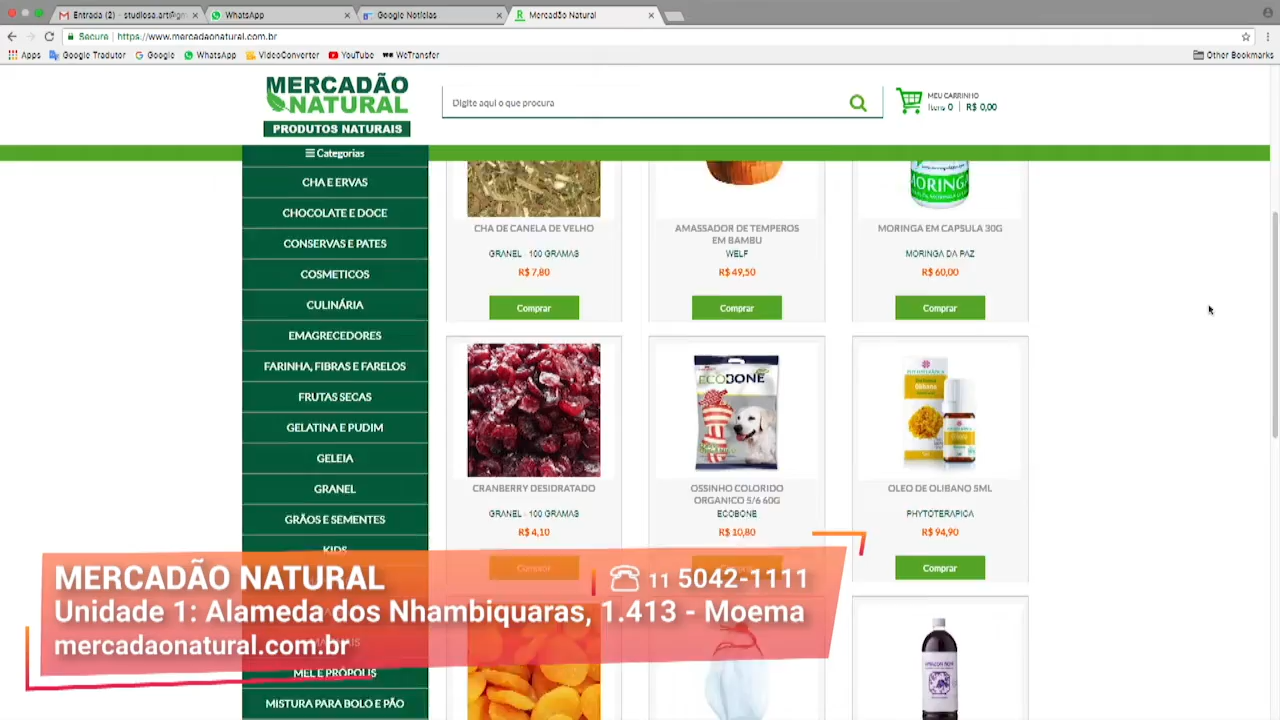 Entrada (2) - studiosa.art@gm
WhatsApp
Google Notícias
Mercadão Natural
Secure
https://www.mercadaonatural.com.br
Apps
Google Tradutor
Google
WhatsApp
VideoConverter
YouTube
WeTransfer
Other Bookmarks
MERCADÃO
NATURAL
PRODUTOS NATURAIS
Digite aqui o que procura
MEU CARRINHO
Itens 0 | R$ 0,00
Categorias
CHA E ERVAS
CHOCOLATE E DOCE
CONSERVAS E PATES
COSMETICOS
CULINÁRIA
EMAGRECEDORES
FARINHA, FIBRAS E FARELOS
FRUTAS SECAS
GELATINA E PUDIM
GELEIA
GRANEL
GRÃOS E SEMENTES
KIDS
MEL E PRÓPOLIS
MISTURA PARA BOLO E PÃO
CHA DE CANELA DE VELHO
GRANEL - 100 GRAMAS
R$ 7,80
Comprar
AMASSADOR DE TEMPEROS
EM BAMBU
WELF
R$ 49,50
Comprar
MORINGA
MORINGA EM CAPSULA 30G
MORINGA DA PAZ
R$ 60,00
Comprar
CRANBERRY DESIDRATADO
GRANEL - 100 GRAMAS
R$ 4,10
Comprar
ECOBONE
OSSINHO COLORIDO
ORGANICO 5/6 60G
ECOBONE
R$ 10,80
Olíbano
OLEO DE OLIBANO 5ML
PHYTOTERAPICA
R$ 94,90
Comprar
MERCADÃO NATURAL
11 5042-1111
Unidade 1: Alameda dos Nhambiquaras, 1.413 - Moema
mercadaonatural.com.br